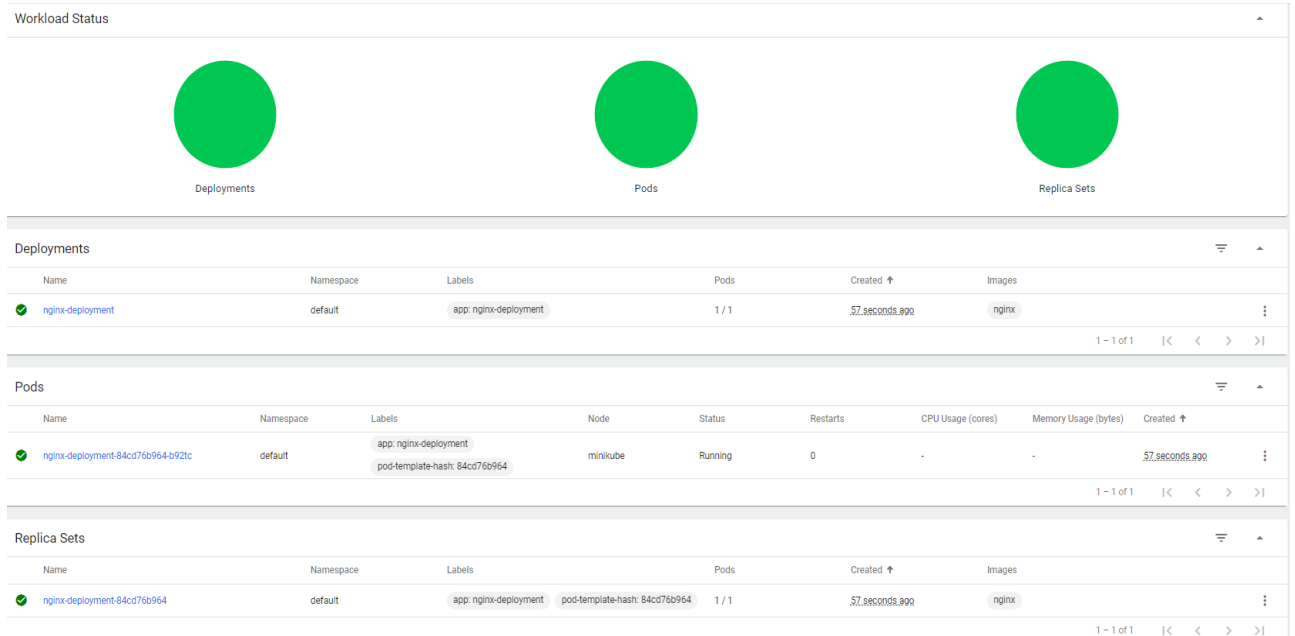 Workload Status
Deployments Pods Replica Sets
Deployments
Name Namespace Labels Pods Created Images
nginx-deployment default app: nginx-deployment 1 / 1 57 seconds ago nginx
1 – 1 of 1
Pods
Name Namespace Labels Node Status Restarts CPU Usage (cores) Memory Usage (bytes) Created
app: nginx-deployment
nginx-deployment-84cd76b964-b92tc default minikube Running 0 - - 57 seconds ago
pod-template-hash: 84cd76b964
1 – 1 of 1
Replica Sets
Name Namespace Labels Pods Created Images
nginx-deployment-84cd76b964 default app: nginx-deployment pod-template-hash: 84cd76b964 1 / 1 57 seconds ago nginx
1 – 1 of 1